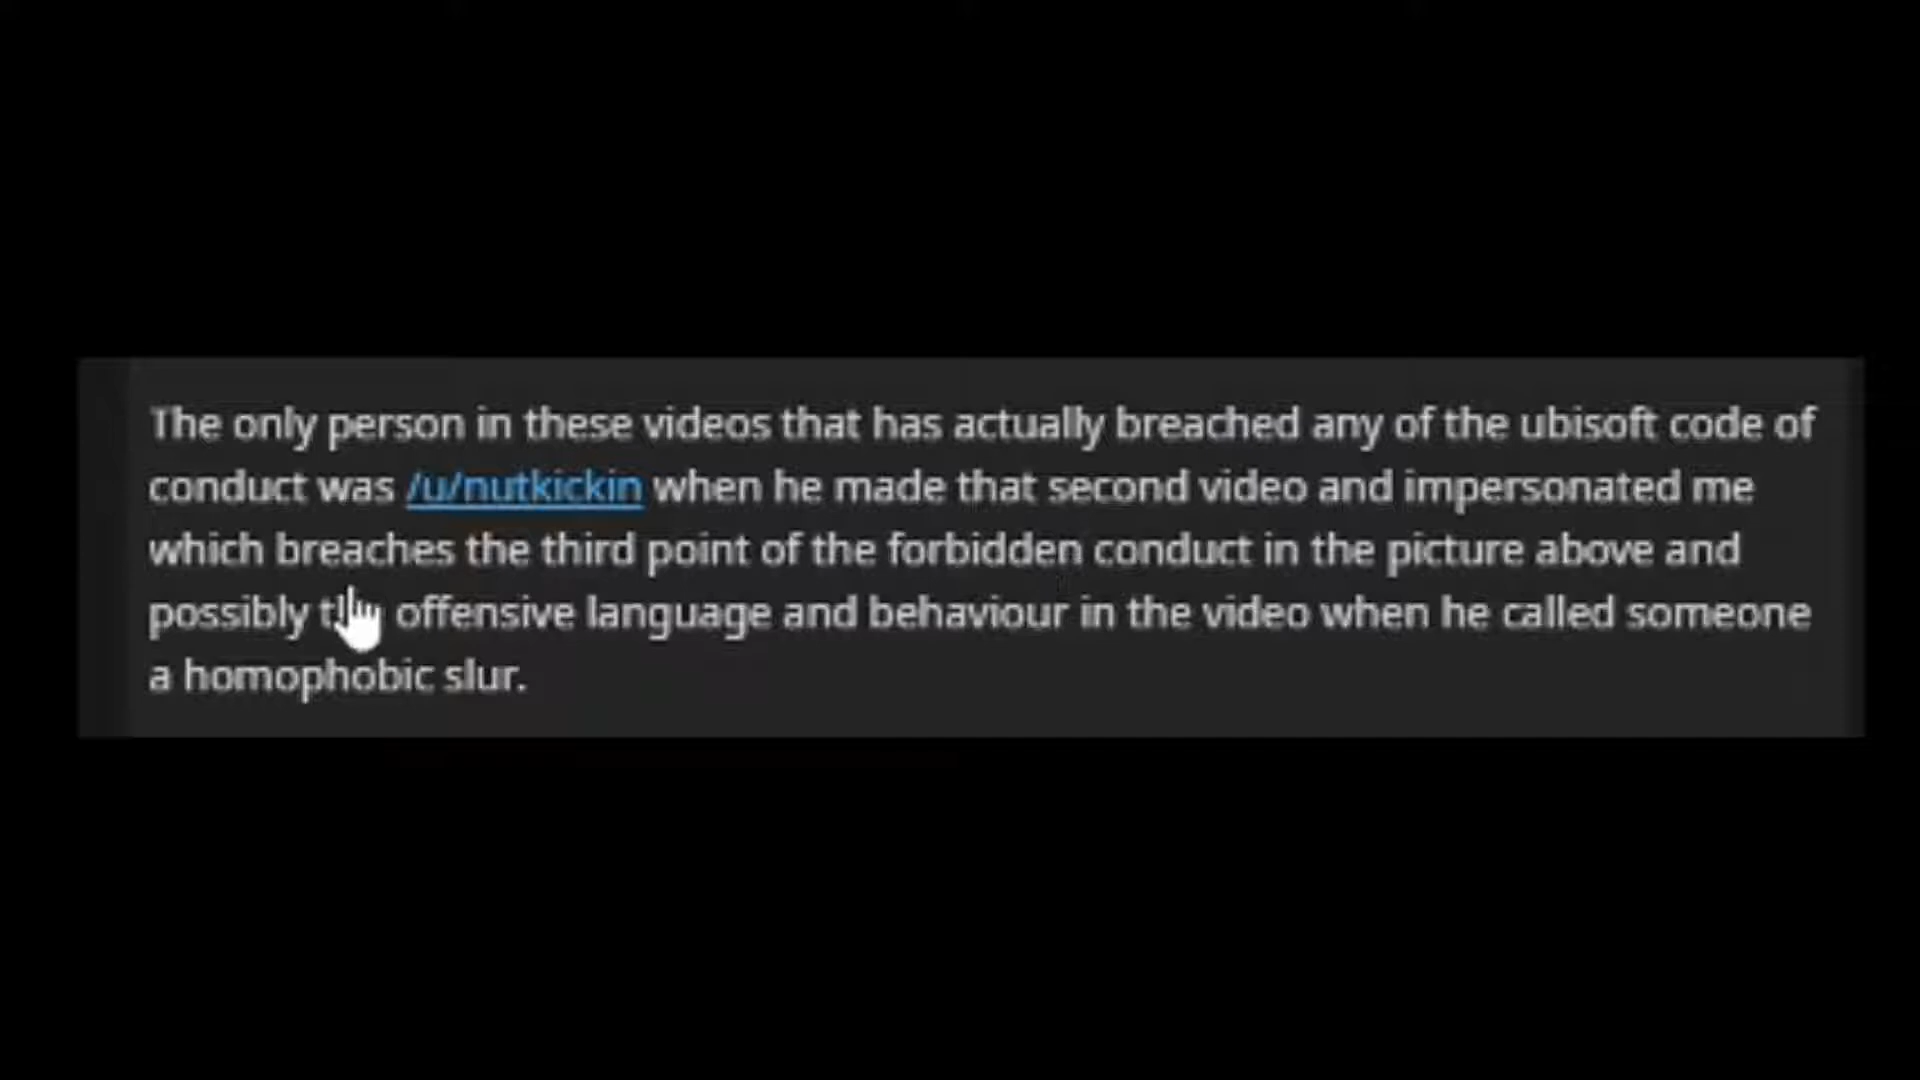 The only person in these videos that has actually breached any of the ubisoft code of
conduct was /u/nutkickin when he made that second video and impersonated me
which breaches the third point of the forbidden conduct in the picture above and
possibly offensive language and behaviour in the video when he called someone
a homophobic slur.